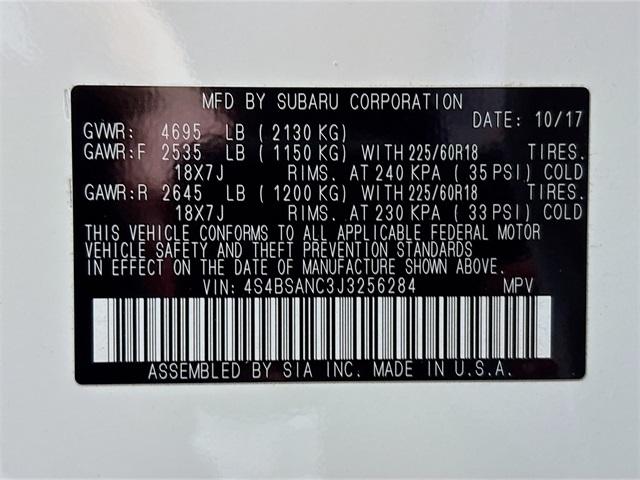 MFD BY SUBARU CORPORATION
DATE: 10/17
GVWR: 4695 LB ( 2130 KG)
GAWR:F 2535 LB ( 1150 KG) WITH 225/60R18 TIRES.
18X7J RIMS. AT 240 KPA ( 35 PSI) COLD
GAWR:R 2645 LB ( 1200 KG) WITH 225/60R18 TIRES.
18X7J RIMS. AT 230 KPA ( 33 PSI) COLD
THIS VEHICLE CONFORMS TO ALL APPLICABLE FEDERAL MOTOR
VEHICLE SAFETY AND THEFT PREVENTION STANDARDS
IN EFFECT ON THE DATE OF MANUFACTURE SHOWN ABOVE.
VIN: 4S4BSANC3J3256284 MPV
ASSEMBLED BY SIA INC. MADE IN U.S.A.